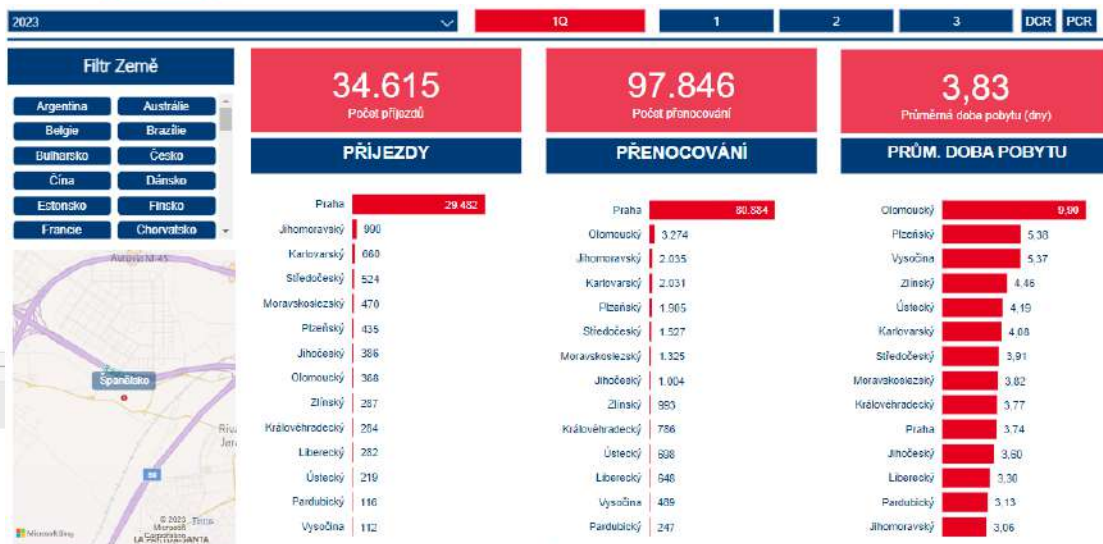 2023 1Q 1 2 3 DCR PCR
Filtr Země
Argentina Austrálie
Belgie Brazílie
Bulharsko Česko
Čína Dánsko
Estonsko Finsko
Francie Chorvatsko
Španělsko
© 2023
Microsoft
Corporation
Microsoft Bing
34.615
Počet příjezdů
PŘÍJEZDY
Praha 29.482
Jihomoravský 990
Karlovarský 660
Středočeský 524
Moravskoslezský 470
Plzeňský 435
Jihočeský 386
Olomoucký 368
Zlínský 287
Královéhradecký 284
Liberecký 282
Ústecký 219
Pardubický 116
Vysočina 112
97.846
Počet přenocování
PŘENOCOVÁNÍ
Praha 80.884
Olomoucký 3.274
Jihomoravský 2.035
Karlovarský 2.031
Plzeňský 1.905
Středočeský 1.527
Moravskoslezský 1.325
Jihočeský 1.004
Zlínský 993
Královéhradecký 786
Ústecký 698
Liberecký 648
Vysočina 489
Pardubický 247
3,83
Průměrná doba pobytu (dny)
PRŮM. DOBA POBYTU
Olomoucký 9,90
Plzeňský 5,38
Vysočina 5,37
Zlínský 4,46
Ústecký 4,19
Karlovarský 4,08
Středočeský 3,91
Moravskoslezský 3,82
Královéhradecký 3,77
Praha 3,74
Jihočeský 3,60
Liberecký 3,30
Pardubický 3,13
Jihomoravský 3,06